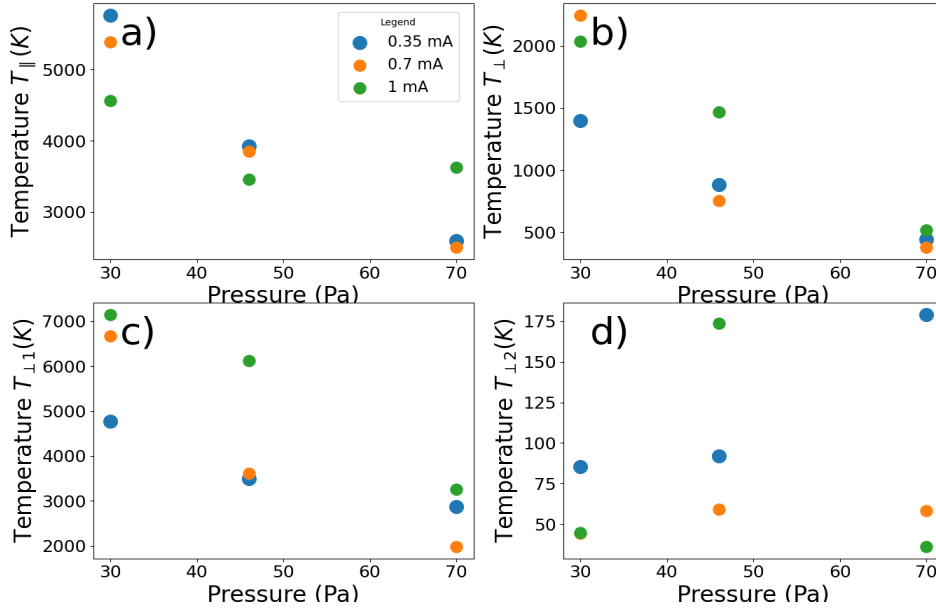 a)
Temperature T∥(K)
5000
4000
3000
30 40 50 60 70
Pressure (Pa)
Legend
0.35 mA
0.7 mA
1 mA
b)
Temperature T⊥(K)
2000
1500
1000
500
30 40 50 60 70
Pressure (Pa)
c)
Temperature T⊥1(K)
7000
6000
5000
4000
3000
2000
30 40 50 60 70
Pressure (Pa)
d)
Temperature T⊥2(K)
175
150
125
100
75
50
30 40 50 60 70
Pressure (Pa)